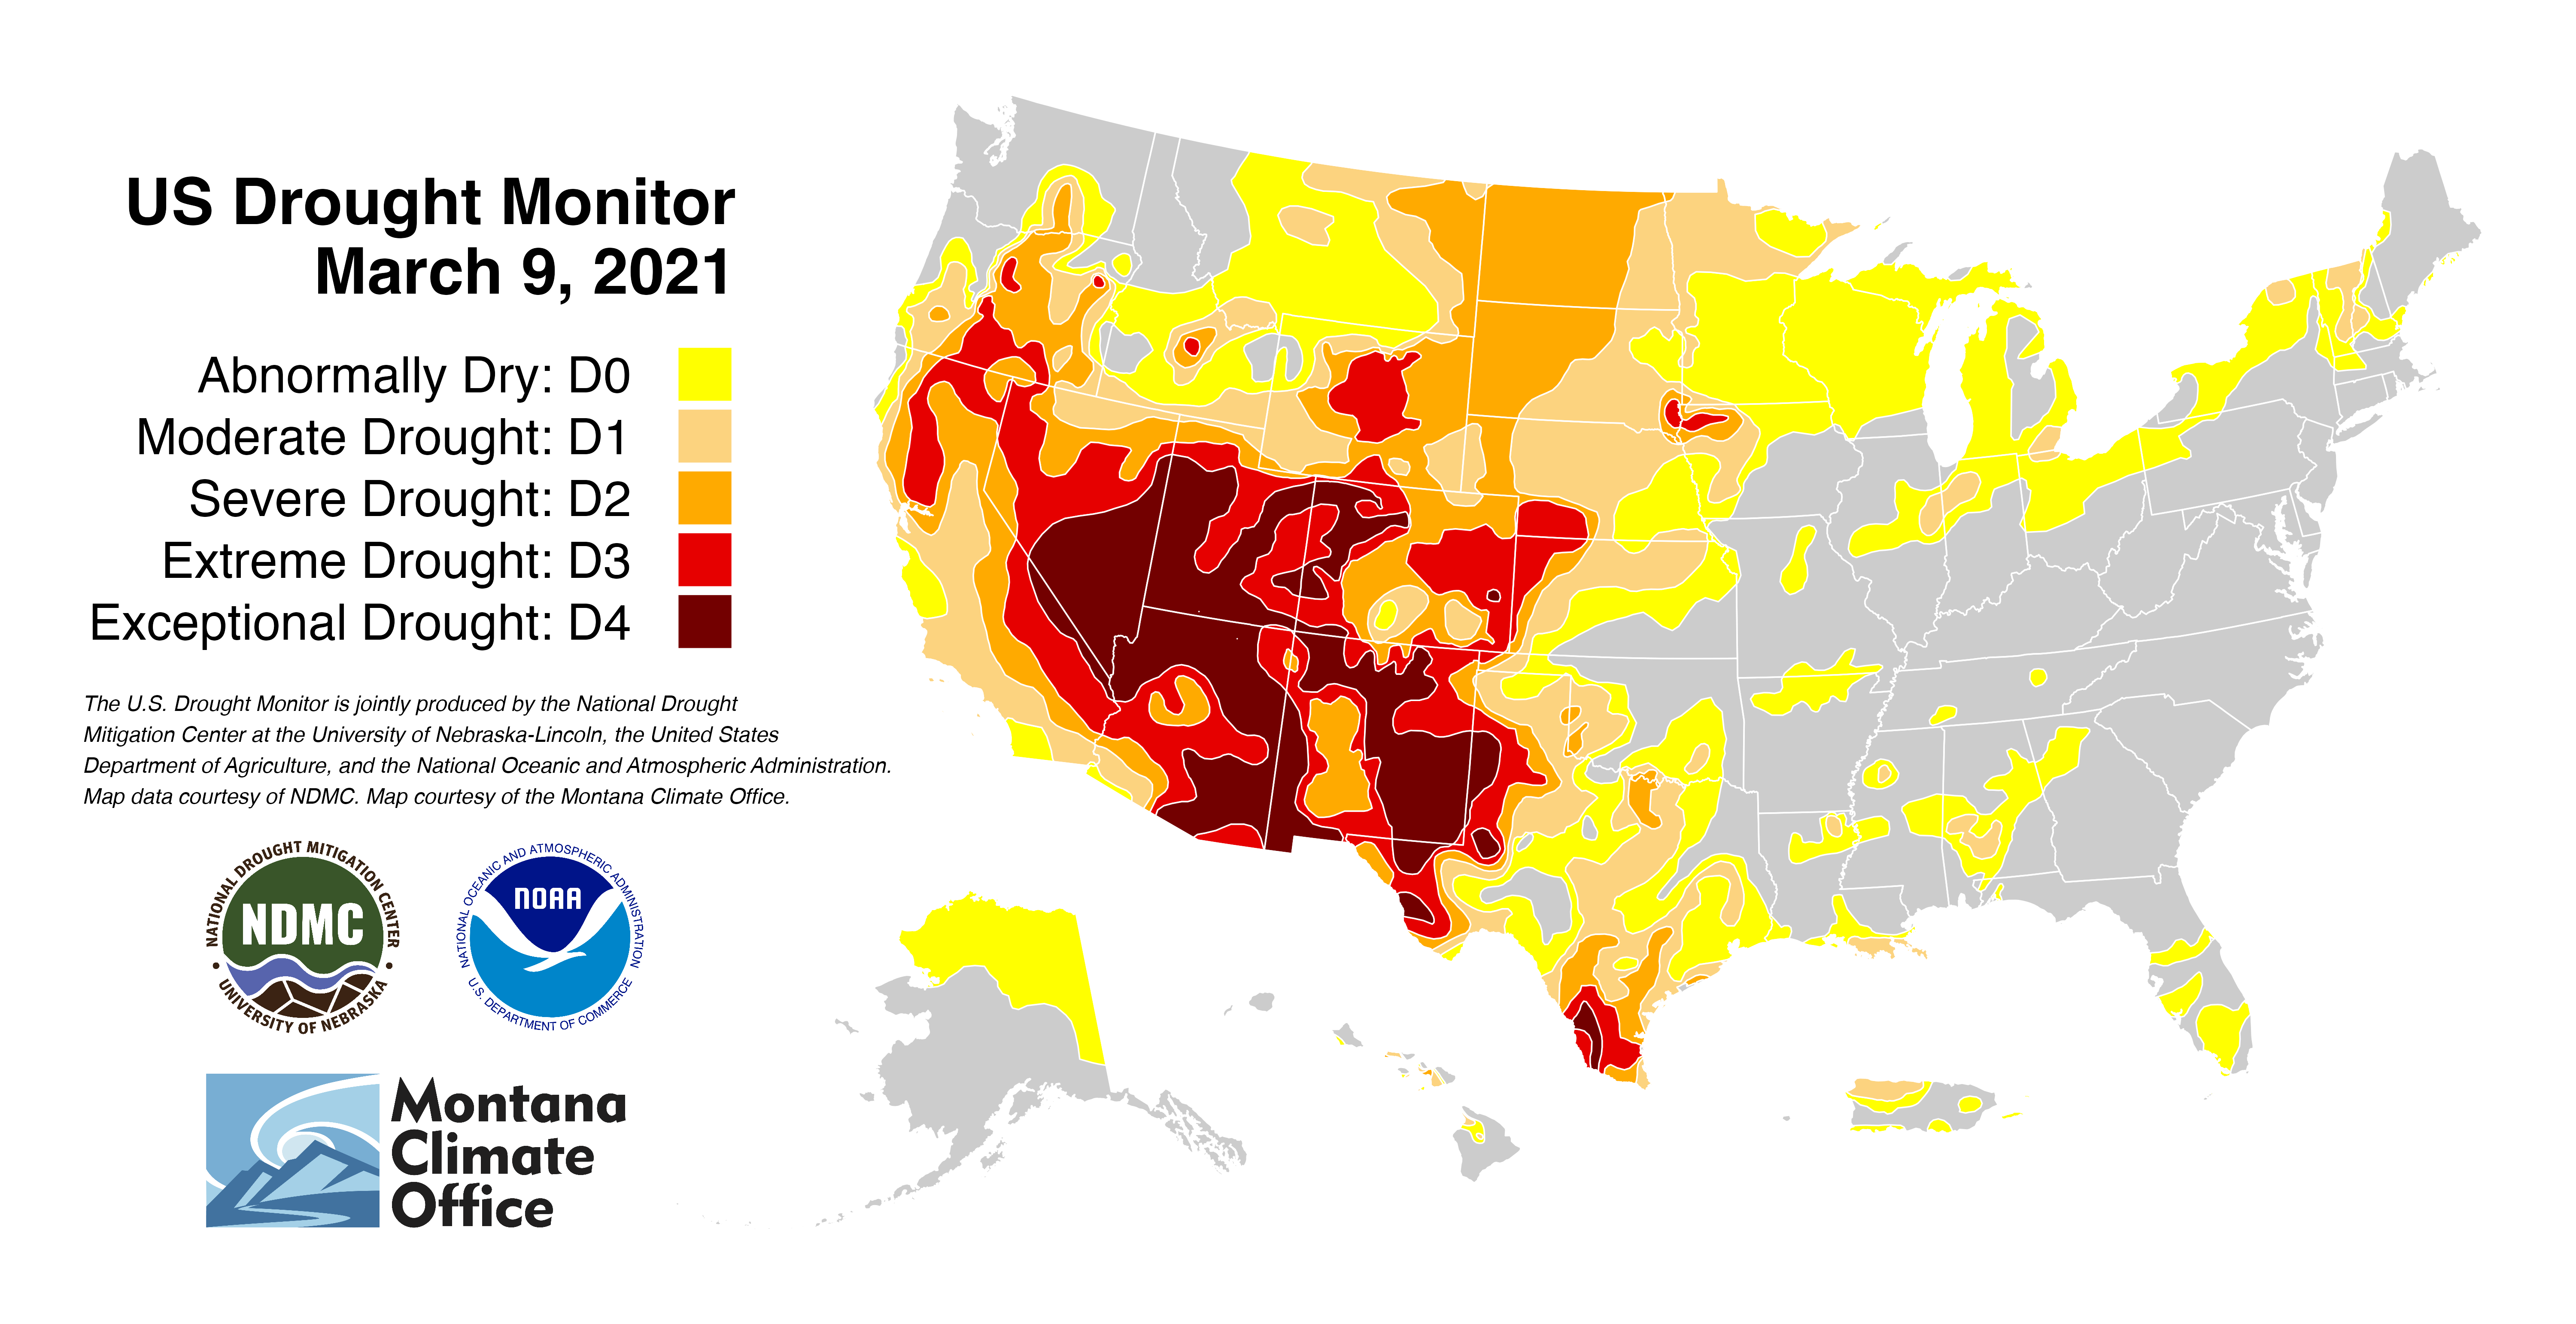 US Drought Monitor
March 9, 2021
Abnormally Dry: D0
Moderate Drought: D1
Severe Drought: D2
Extreme Drought: D3
Exceptional Drought: D4
The U.S. Drought Monitor is jointly produced by the National Drought
Mitigation Center at the University of Nebraska-Lincoln, the United States
Department of Agriculture, and the National Oceanic and Atmospheric Administration.
Map data courtesy of NDMC. Map courtesy of the Montana Climate Office.
NATIONAL DROUGHT MITIGATION CENTER
NDMC
• UNIVERSITY OF NEBRASKA •
NATIONAL OCEANIC AND ATMOSPHERIC ADMINISTRATION
NOAA
U.S. DEPARTMENT OF COMMERCE
Montana
Climate
Office